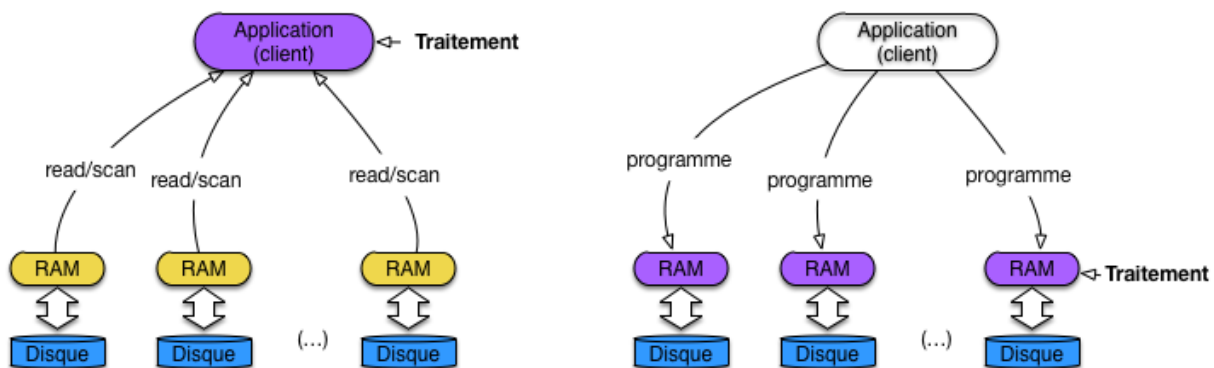 Application
(client)
Traitement
read/scan
read/scan
read/scan
RAM
RAM
RAM
Disque
Disque
(...)
Disque
Application
(client)
programme
programme
programme
RAM
RAM
RAM
Traitement
Disque
Disque
(...)
Disque